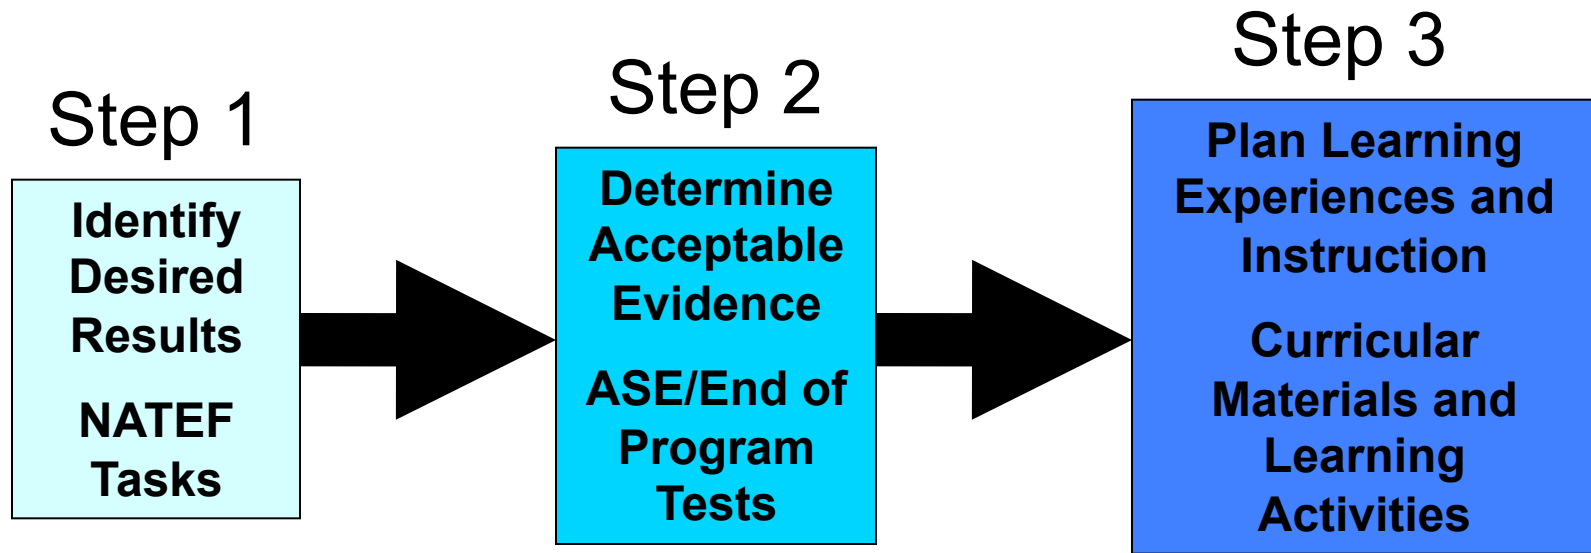 Step 1
Identify
Desired
Results
NATEF
Tasks
Step 2
Determine
Acceptable
Evidence
ASE/End of
Program
Tests
Step 3
Plan Learning
Experiences and
Instruction
Curricular
Materials and
Learning
Activities